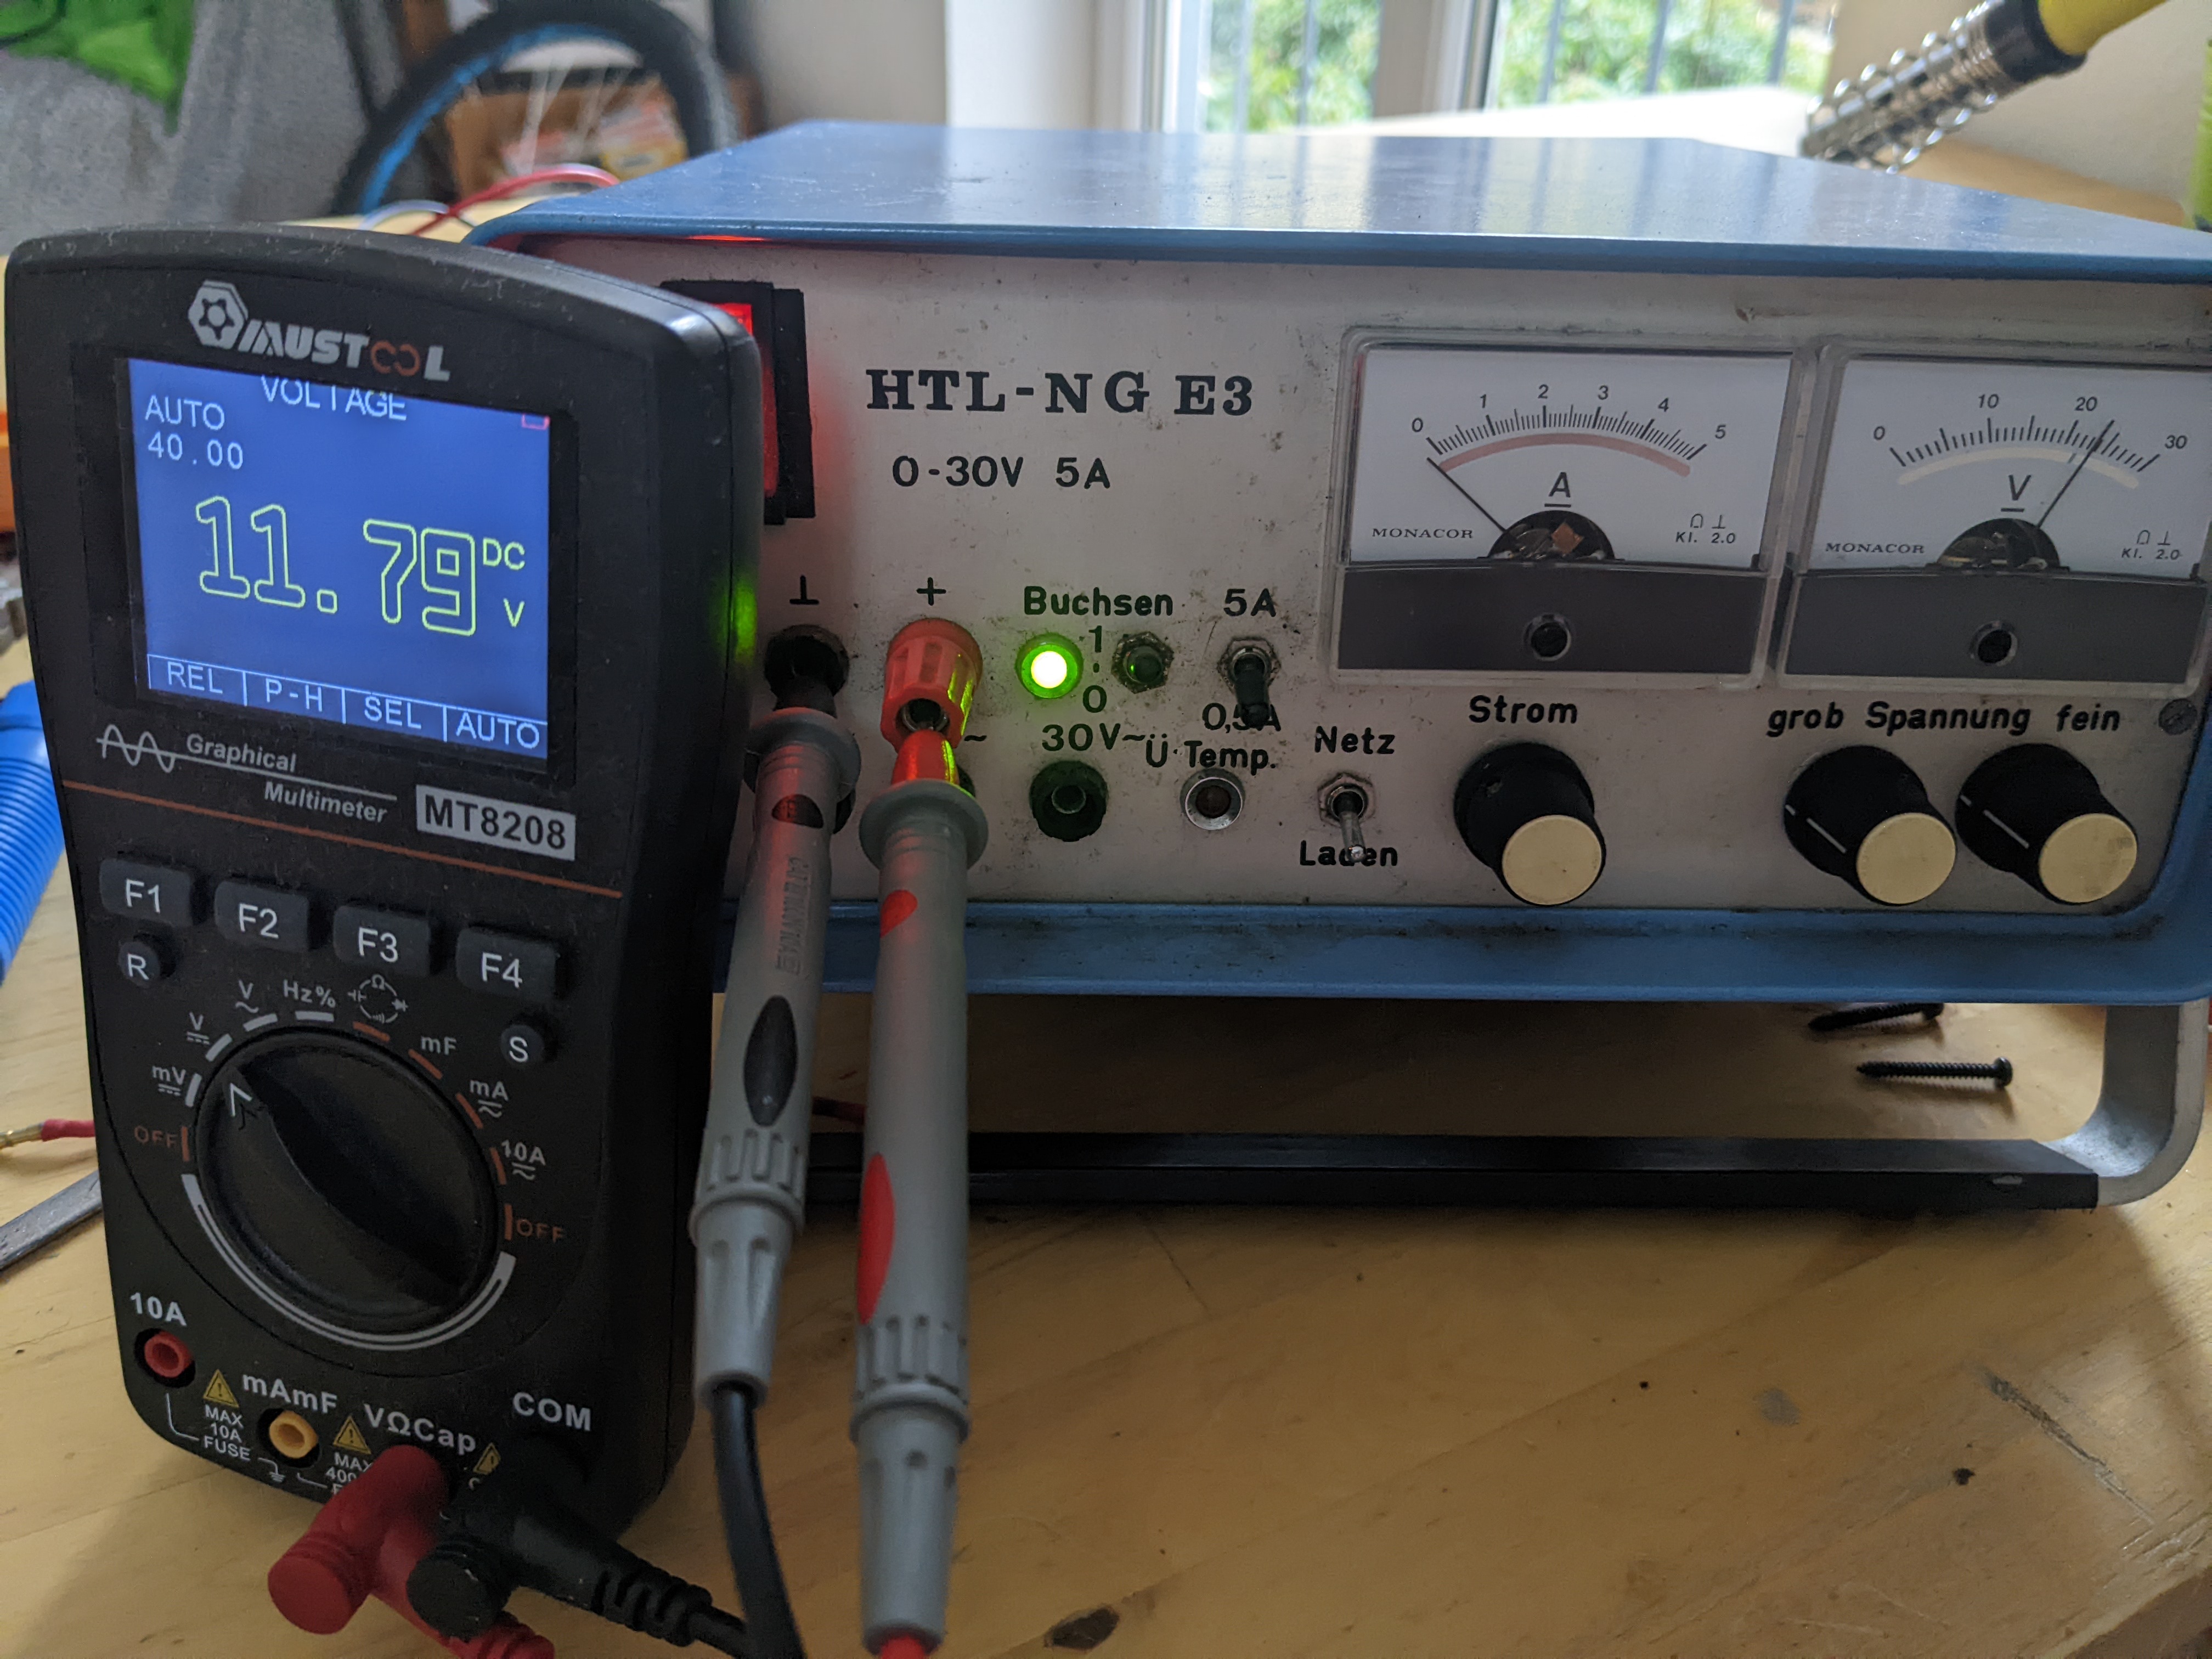 MUSTOOL
VOLTAGE
AUTO
40.00
11.79 DC V
REL P-H SEL AUTO
Graphical
Multimeter MT8208
F1 F2 F3 F4
R
S
OFF mV V V Hz% Ω mF mA 10A OFF
10A
mAmF
VΩCap
COM
MAX
10A
FUSE
HTL-NG E3
0-30V 5A
⊥ + Buchsen 5A
1
0
0,5A
~ 30V~ Ü.Temp. Netz
Laden
Strom
grob Spannung fein
0 1 2 3 4 5
A
MONACOR
Kl. 2.0
0 10 20 30
V
MONACOR
Kl. 2.0